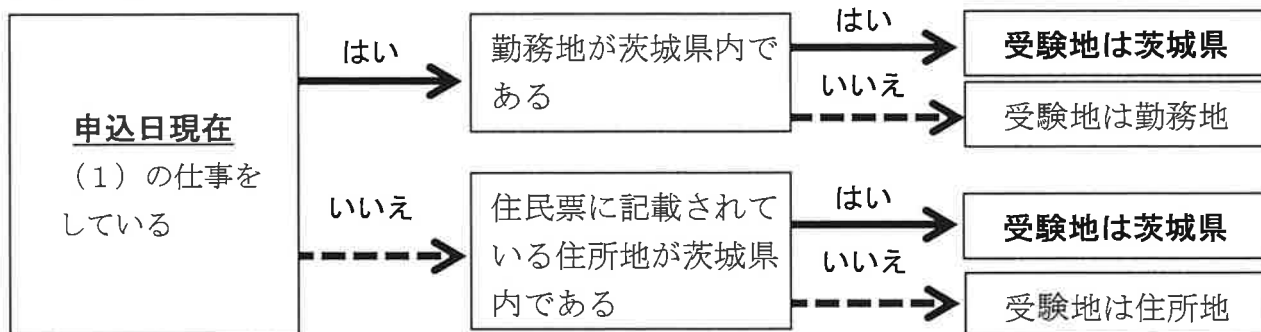 申込日現在
（１）の仕事を
している
はい
勤務地が茨城県内で
ある
はい
受験地は茨城県
いいえ
受験地は勤務地
いいえ
住民票に記載されて
いる住所地が茨城県
内である
はい
受験地は茨城県
いいえ
受験地は住所地